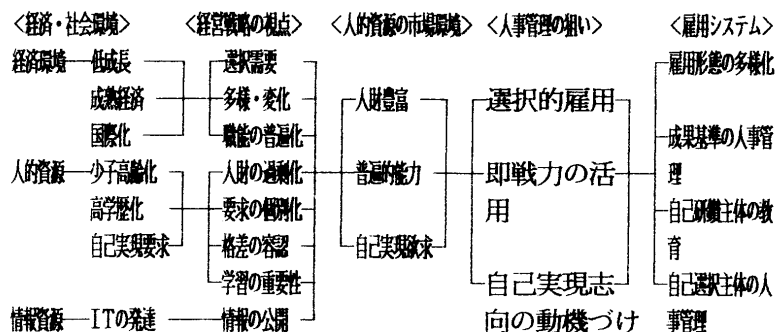 <経済・社会環境> <経営戦略の視点> <人的資源の市場環境> <人事管理の狙い> <雇用システム>
経済環境 低成長 選択需要 雇用形態の多様化
成熟経済 多様・変化 人財豊富 選択的雇用
国際化 職能の普遍化 成果基準の人事管
人的資源 少子高齢化 人財の過剰化 普遍的能力 即戦力の活 理
高学歴化 要求の個別化 用 自己研鑽主体の教
自己実現要求 格差の容認 自己実現欲求 育
学習の重要性 自己実現志 自己選択主体の人
情報資源 ITの発達 情報の公開 向の動機づけ 事管理